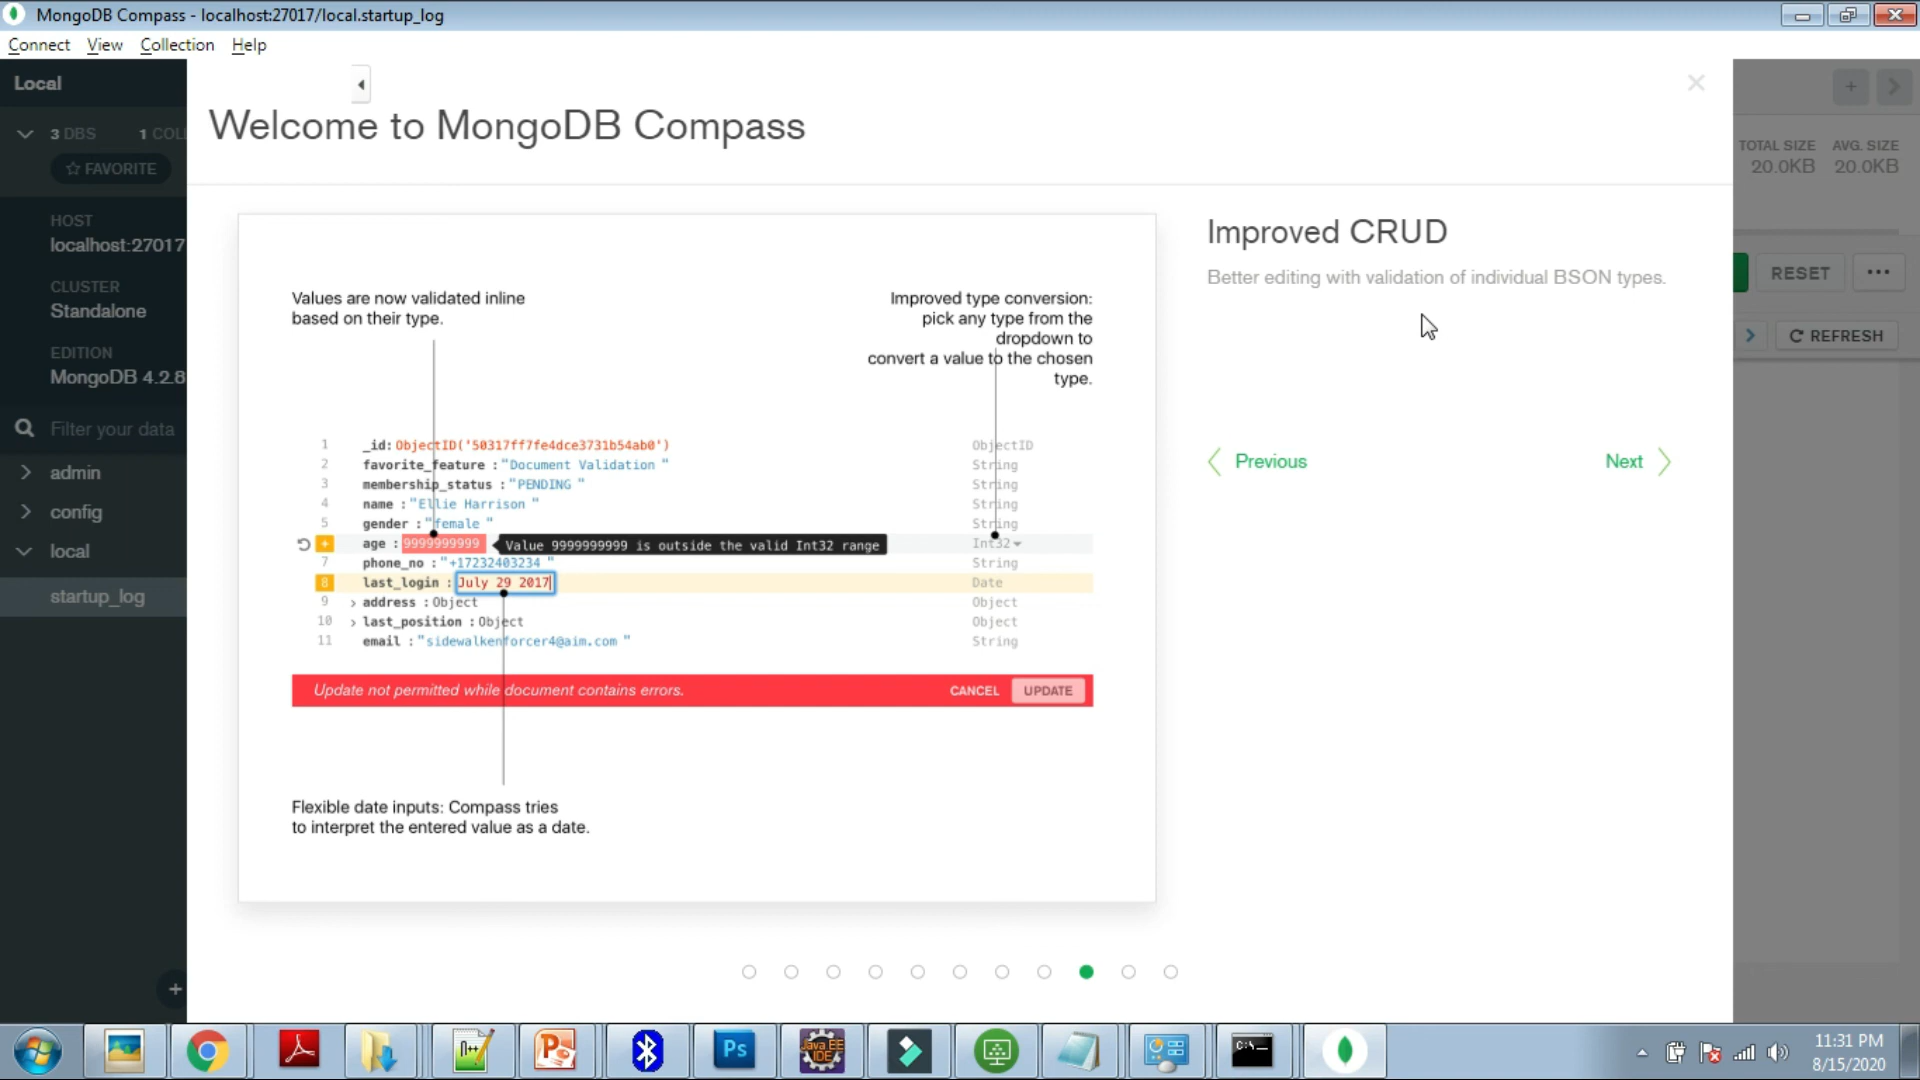 MongoDB Compass - localhost:27017/local.startup_log
Connect View Collection Help
Local
3 DBS 1 COLL
FAVORITE
HOST
localhost:27017
CLUSTER
Standalone
EDITION
MongoDB 4.2.8
Filter your data
admin
config
local
startup_log
Welcome to MongoDB Compass
Values are now validated inline
based on their type.
Improved type conversion:
pick any type from the
dropdown to
convert a value to the chosen
type.
1 _id: ObjectID('50317ff7fe4dce3731b54ab0') ObjectID
2 favorite_feature : "Document Validation " String
3 membership_status : "PENDING " String
4 name : "Ellie Harrison " String
5 gender : "female " String
age : 9999999999 Value 9999999999 is outside the valid Int32 range Int32
7 phone_no : "+17232403234 " String
8 last_login : July 29 2017 Date
9 address : Object Object
10 last_position : Object Object
11 email : "sidewalkenforcer4@aim.com " String
Update not permitted while document contains errors. CANCEL UPDATE
Flexible date inputs: Compass tries
to interpret the entered value as a date.
Improved CRUD
Better editing with validation of individual BSON types.
Previous Next
TOTAL SIZE AVG. SIZE
20.0KB 20.0KB
RESET
REFRESH
Ps
Java EE
IDE
C:\
11:31 PM
8/15/2020